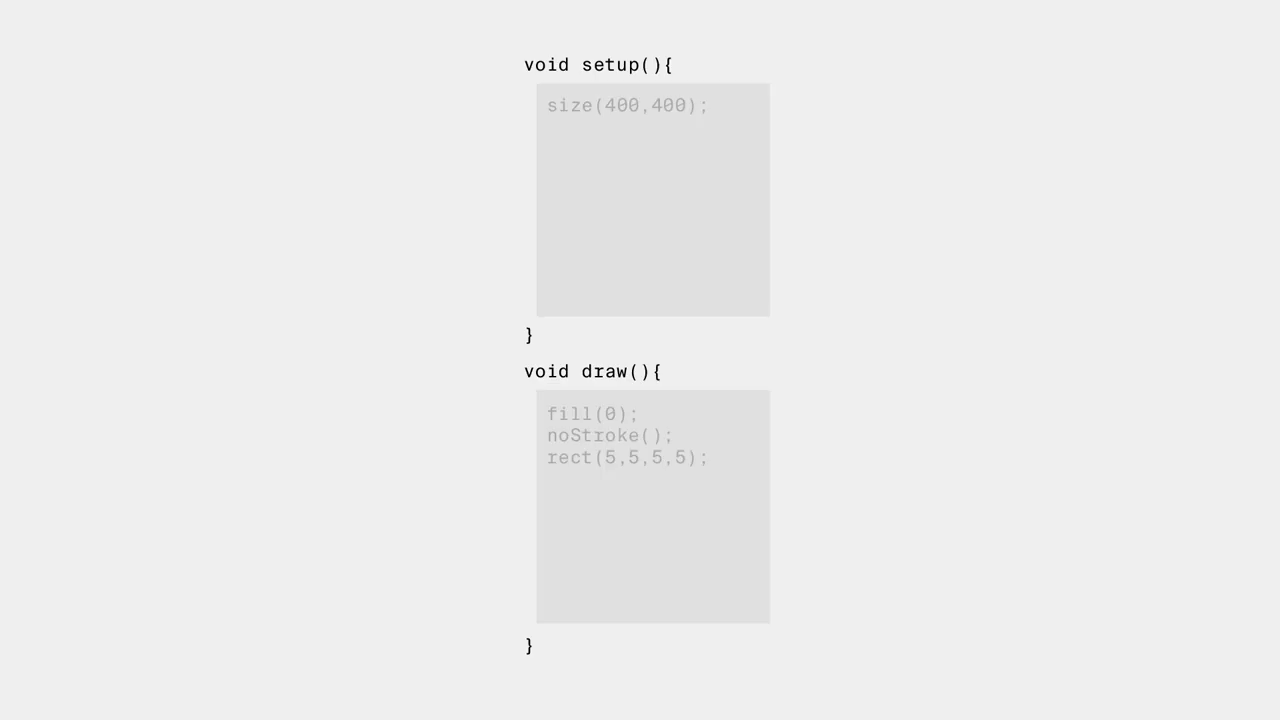 void setup(){
size(400,400);
}
void draw(){
fill(0);
noStroke();
rect(5,5,5,5);
}